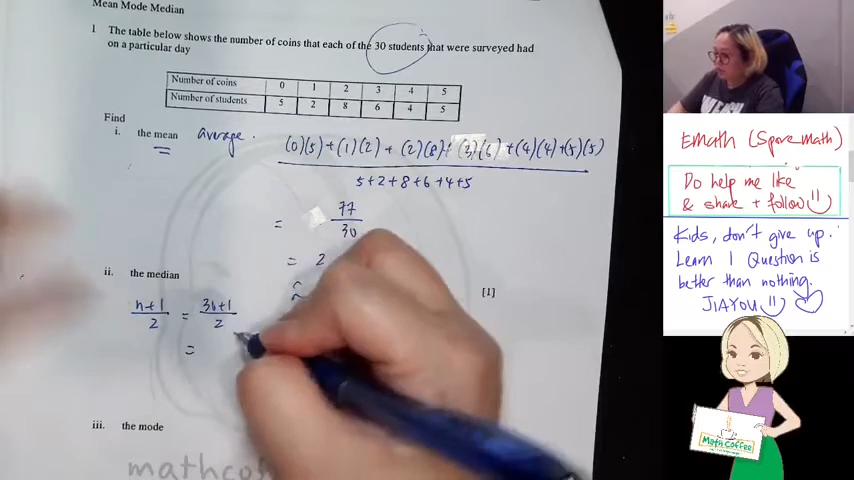 Mean Mode Median
1 The table below shows the number of coins that each of the 30 students that were surveyed had
on a particular day
Number of coins 0 1 2 3 4 5
Number of students 5 2 8 6 4 5
Find
i. the mean average.
(0)(5)+(1)(2)+(2)(8)+(3)(6)+(4)(4)+(5)(5)
5+2+8+6+4+5
= 77
30
= 2
ii. the median
[1]
n+1 = 30+1
2 2
=
iii. the mode
Emath (Spore Math)
Do help me like
& share + follow
Kids, don't give up.
Learn 1 Question is
better than nothing.
JIAYOU
Math Coffee